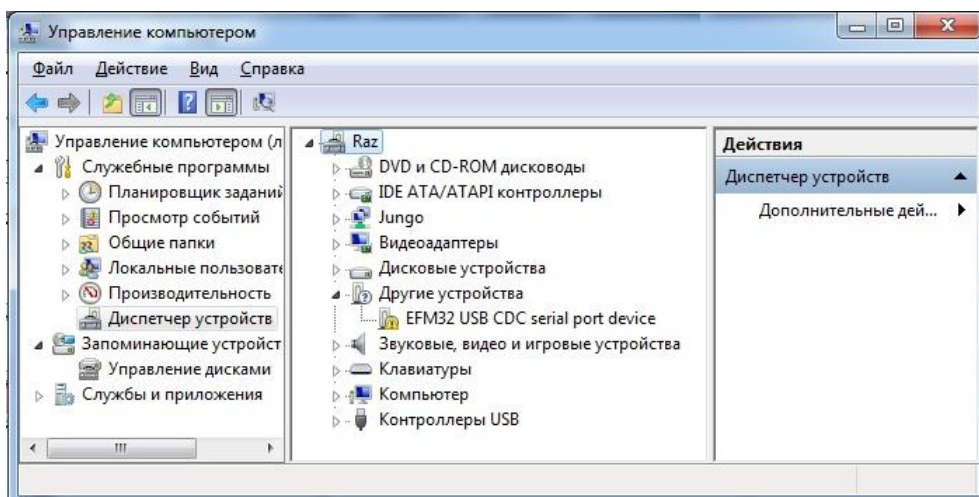 Управление компьютером
Файл Действие Вид Справка
Управление компьютером (л
Служебные программы
Планировщик заданий
Просмотр событий
Общие папки
Локальные пользовате
Производительность
Диспетчер устройств
Запоминающие устройст
Управление дисками
Службы и приложения
Raz
DVD и CD-ROM дисководы
IDE ATA/ATAPI контроллеры
Jungo
Видеоадаптеры
Дисковые устройства
Другие устройства
EFM32 USB CDC serial port device
Звуковые, видео и игровые устройства
Клавиатуры
Компьютер
Контроллеры USB
Действия
Диспетчер устройств
Дополнительные дей...